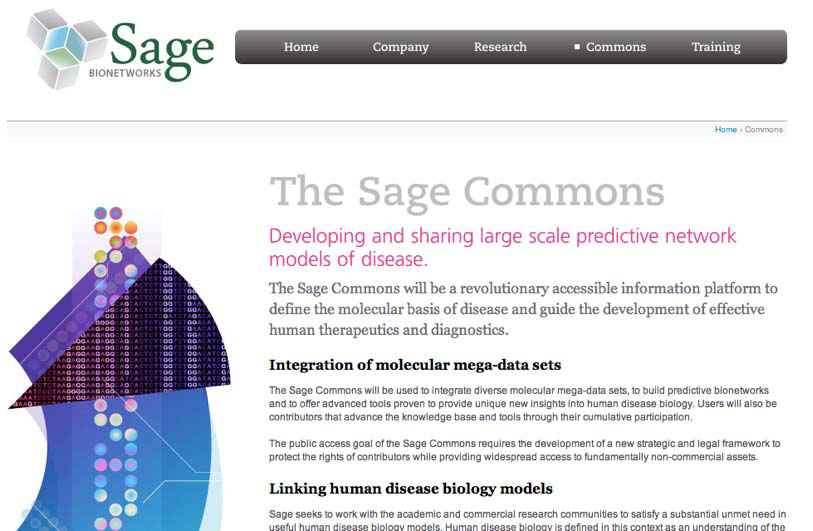 Sage
BIONETWORKS
Home
Company
Research
Commons
Training
Home › Commons
The Sage Commons
Developing and sharing large scale predictive network
models of disease.
The Sage Commons will be a revolutionary accessible information platform to
define the molecular basis of disease and guide the development of effective
human therapeutics and diagnostics.
Integration of molecular mega-data sets
The Sage Commons will be used to integrate diverse molecular mega-data sets, to build predictive bionetworks
and to offer advanced tools proven to provide unique new insights into human disease biology. Users will also be
contributors that advance the knowledge base and tools through their cumulative participation.
The public access goal of the Sage Commons requires the development of a new strategic and legal framework to
protect the rights of contributors while providing widespread access to fundamentally non-commercial assets.
Linking human disease biology models
Sage seeks to work with the academic and commercial research communities to satisfy a substantial unmet need in
useful human disease biology models. Human disease biology is defined in this context as an understanding of the